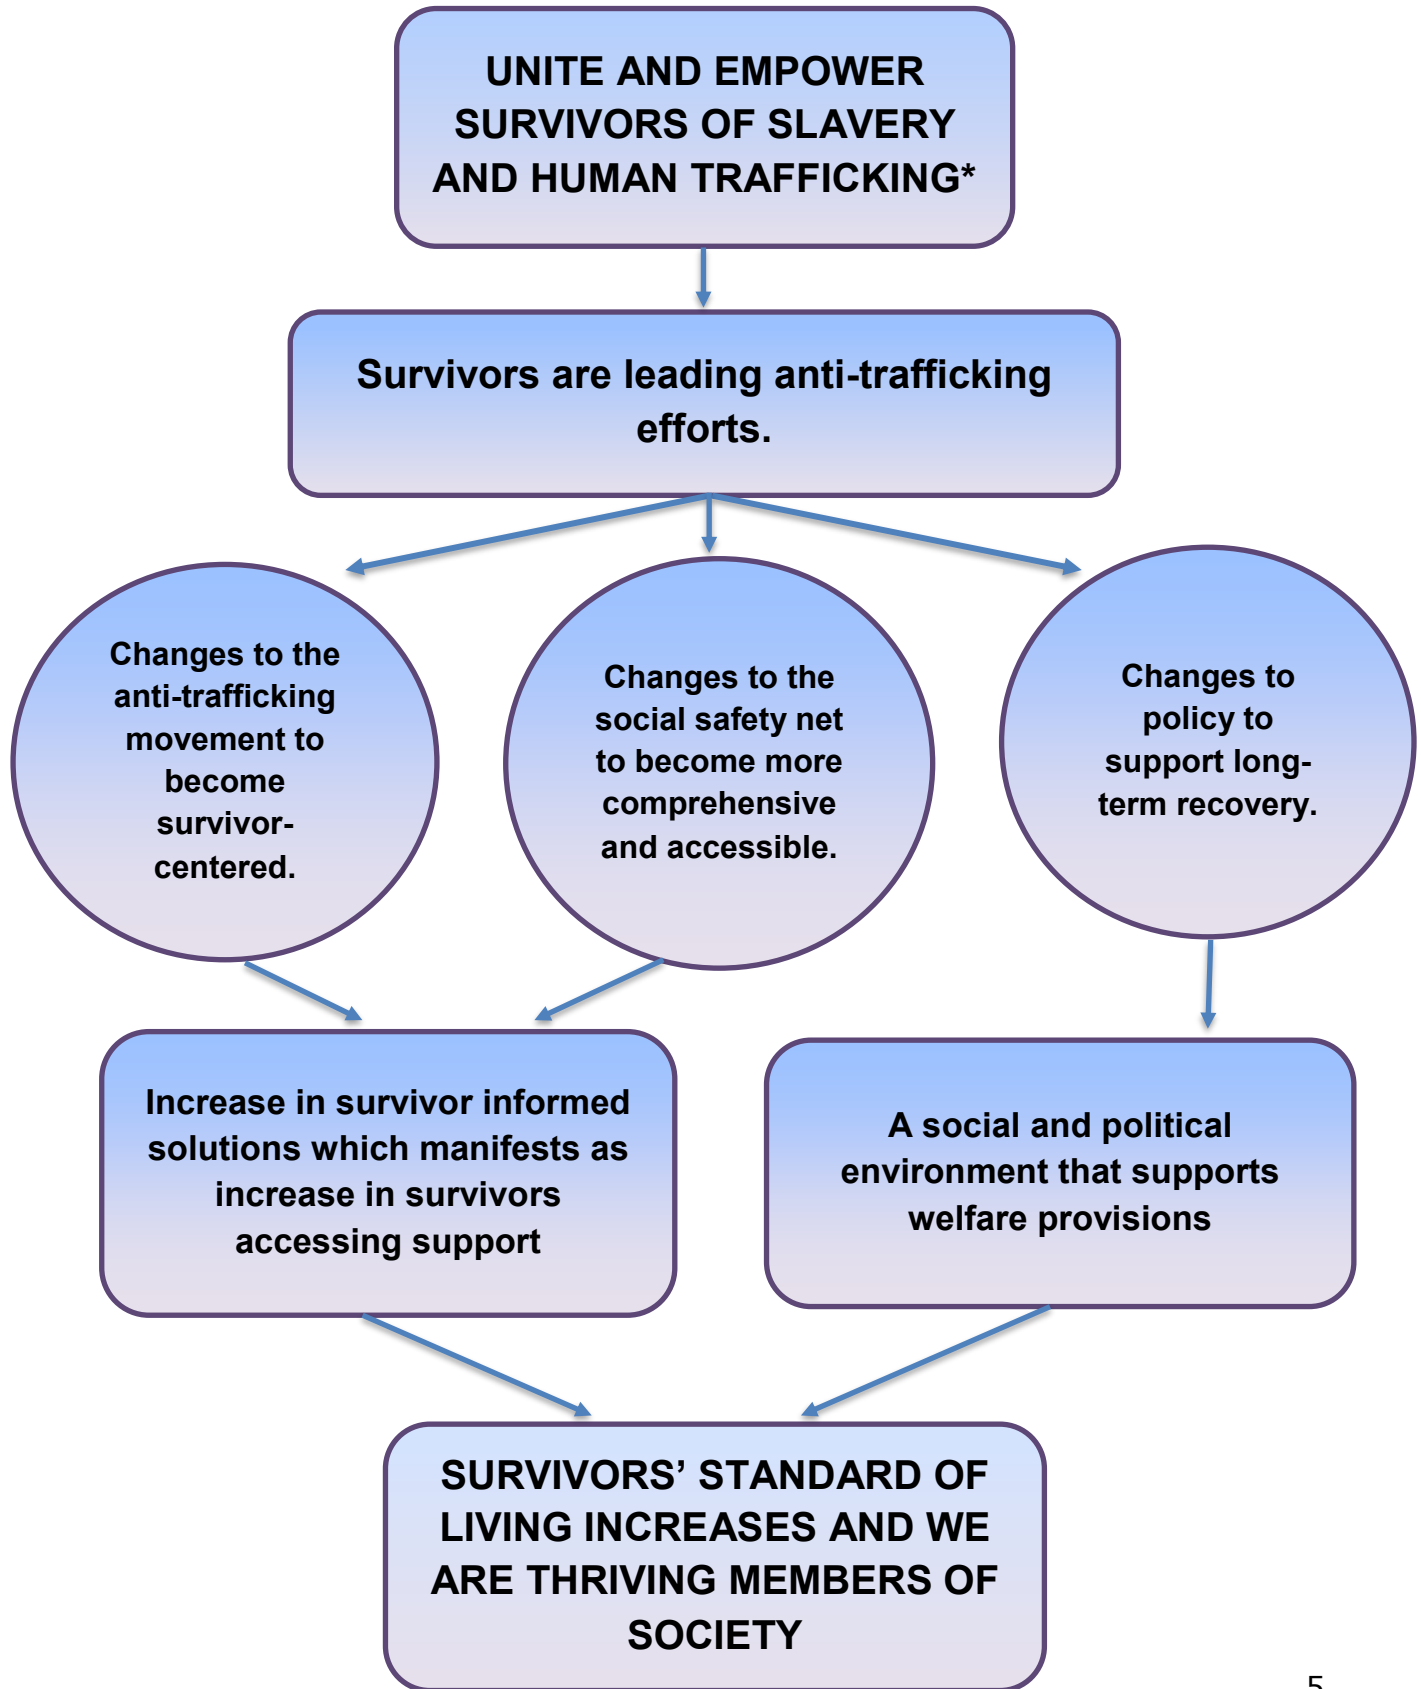 UNITE AND EMPOWER
SURVIVORS OF SLAVERY
AND HUMAN TRAFFICKING*
Survivors are leading anti-trafficking
efforts.
Changes to the
anti-trafficking
movement to
become
survivor-
centered.
Changes to the
social safety net
to become more
comprehensive
and accessible.
Changes to
policy to
support long-
term recovery.
Increase in survivor informed
solutions which manifests as
increase in survivors
accessing support
A social and political
environment that supports
welfare provisions
SURVIVORS’ STANDARD OF
LIVING INCREASES AND WE
ARE THRIVING MEMBERS OF
SOCIETY
5